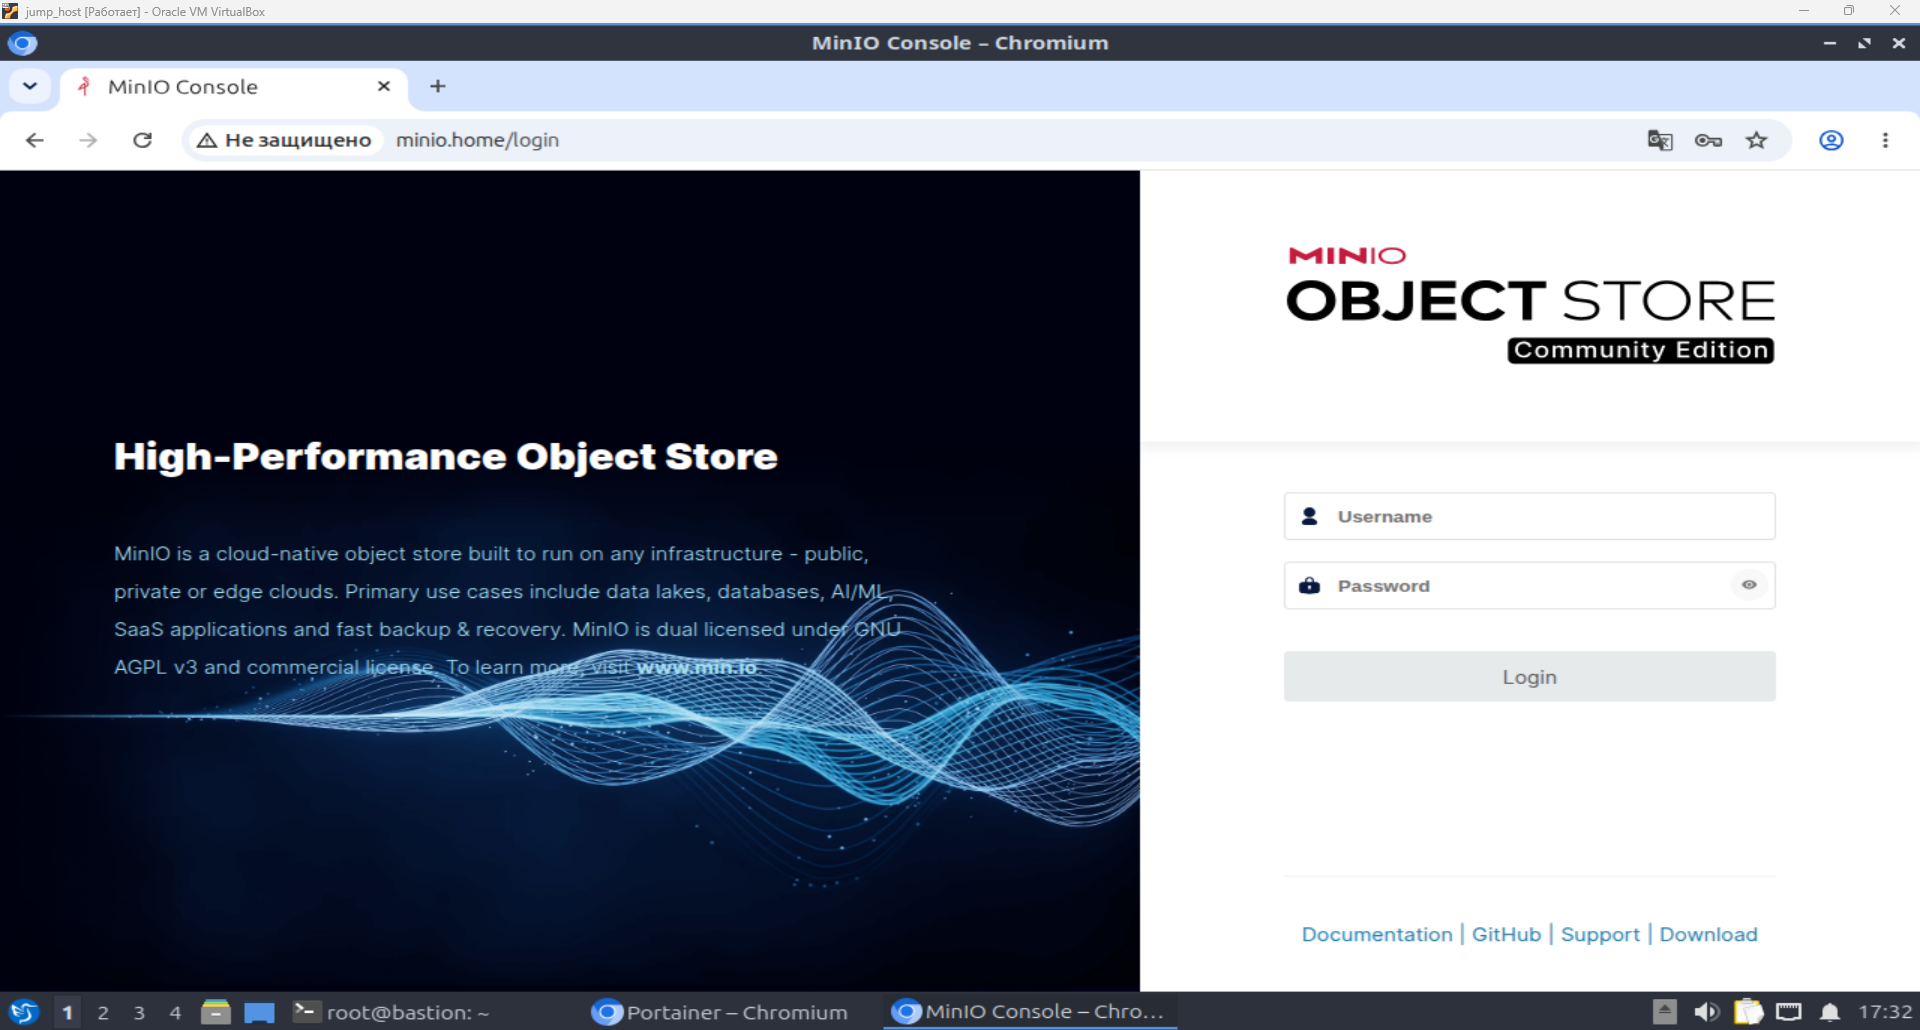 jump_host [Работает] - Oracle VM VirtualBox
MinIO Console – Chromium
MinIO Console
Не защищено minio.home/login
MINIO
OBJECT STORE
Community Edition
High-Performance Object Store
MinIO is a cloud-native object store built to run on any infrastructure - public,
private or edge clouds. Primary use cases include data lakes, databases, AI/ML,
SaaS applications and fast backup & recovery. MinIO is dual licensed under GNU
AGPL v3 and commercial license. To learn more, visit www.min.io
Username
Password
Login
Documentation | GitHub | Support | Download
1 2 3 4 root@bastion: ~ Portainer – Chromium MinIO Console – Chro... 17:32